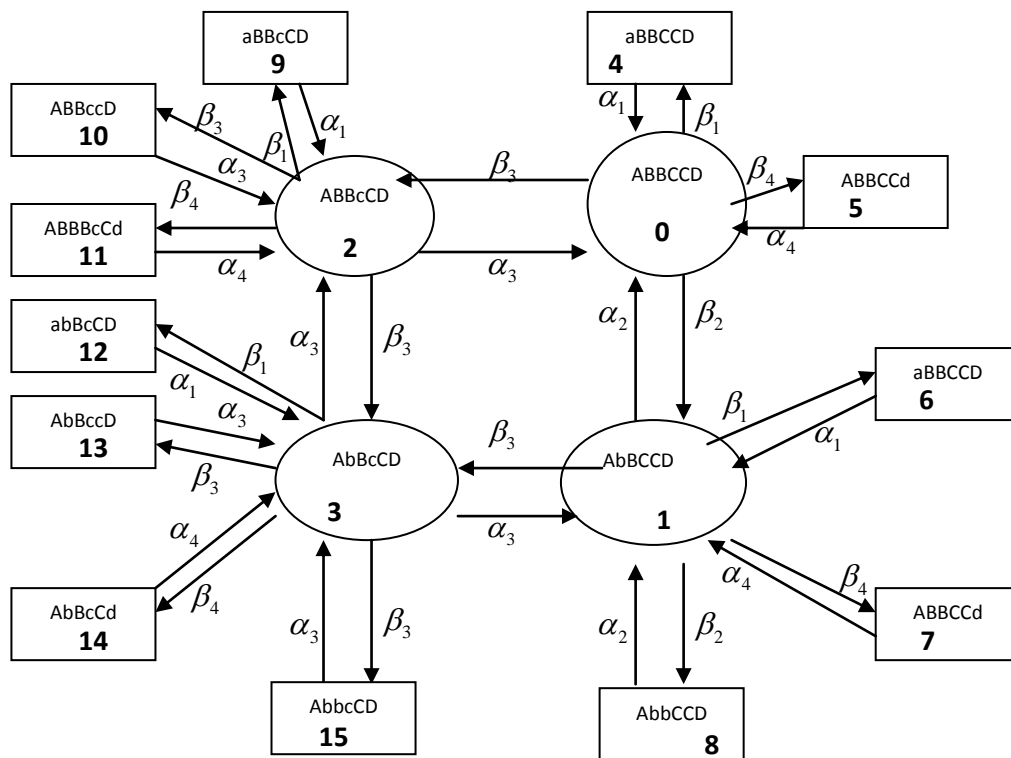 aBBcCD
9
aBBCCD
4
α₁
β₁
ABBccD
10
β₃
β₁
α₁
α₃
ABBCCD
0
β₄
ABBCCd
5
α₄
β₃
ABBcCD
2
α₃
β₄
ABBBcCd
11
α₄
α₃
β₃
α₂
β₂
abBcCD
12
β₁
α₁
AbBccD
13
α₃
β₃
aBBCCD
6
β₁
α₁
β₃
AbBcCD
3
α₃
AbBCCD
1
α₄
β₄
AbBcCd
14
β₄
α₄
ABBCCd
7
α₃
β₃
α₂
β₂
AbbcCD
15
AbbCCD
8